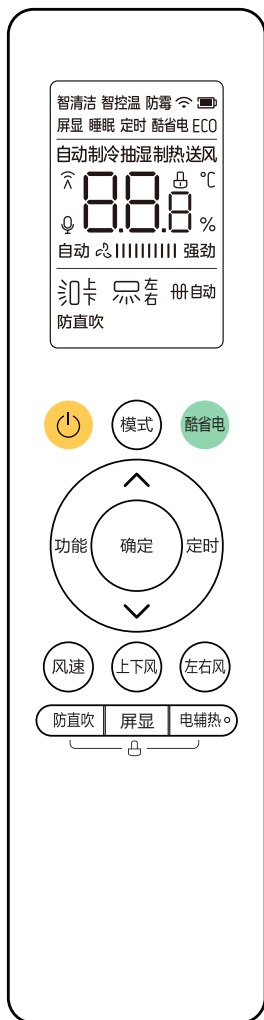 智清洁 智控温 防霉
屏显 睡眠 定时 酷省电 ECO
自动制冷抽湿制热送风
88.8 ℃
%
自动 强劲
左右 自动
防直吹
模式 酷省电
功能 确定 定时
风速 上下风 左右风
防直吹 屏显 电辅热